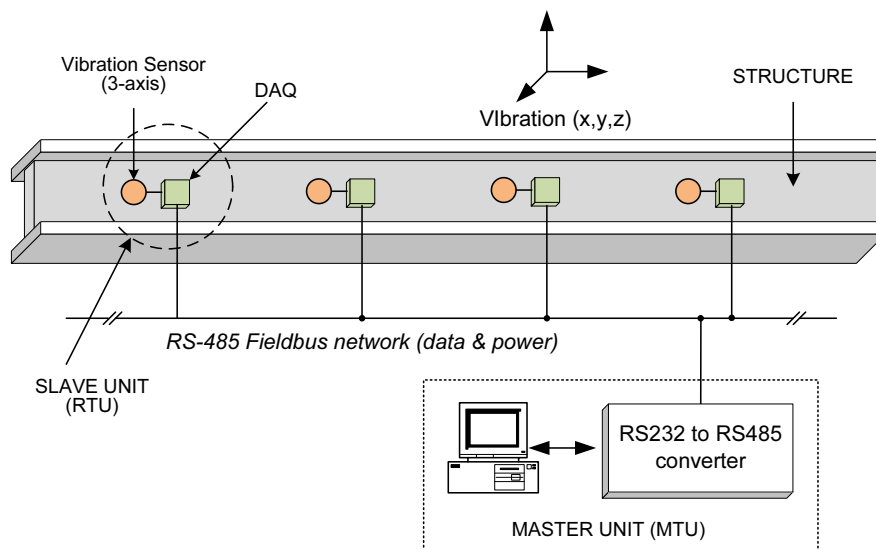 Vibration Sensor
(3-axis)
DAQ
VIbration (x,y,z)
STRUCTURE
RS-485 Fieldbus network (data & power)
SLAVE UNIT
(RTU)
RS232 to RS485
converter
MASTER UNIT (MTU)